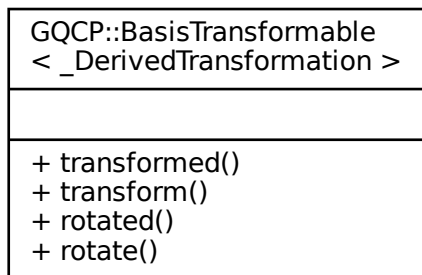 GQCP::BasisTransformable
< _DerivedTransformation >
+ transformed()
+ transform()
+ rotated()
+ rotate()